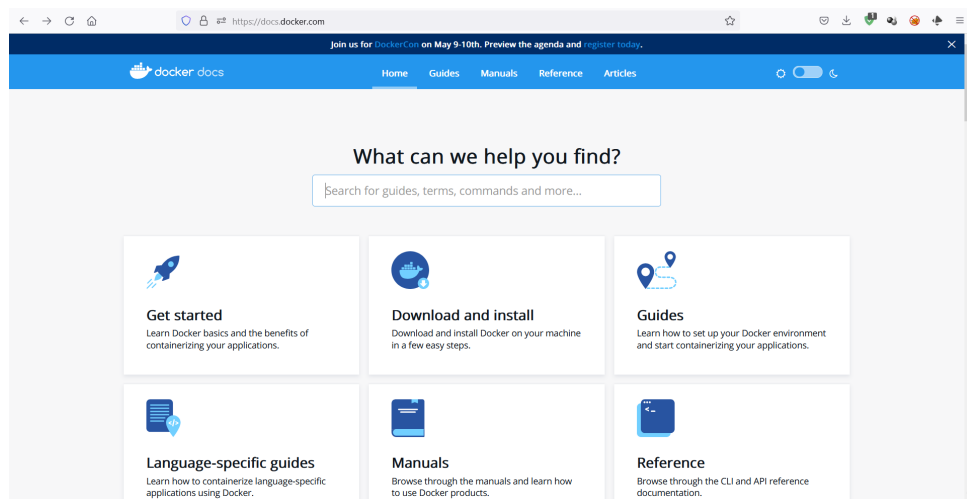 https://docs.docker.com
1
Join us for DockerCon on May 9-10th. Preview the agenda and register today.
docker docs
Home Guides Manuals Reference Articles
What can we help you find?
Search for guides, terms, commands and more...
Get started
Learn Docker basics and the benefits of
containerizing your applications.
Download and install
Download and install Docker on your machine
in a few easy steps.
Guides
Learn how to set up your Docker environment
and start containerizing your applications.
Language-specific guides
Learn how to containerize language-specific
applications using Docker.
Manuals
Browse through the manuals and learn how
to use Docker products.
Reference
Browse through the CLI and API reference
documentation.